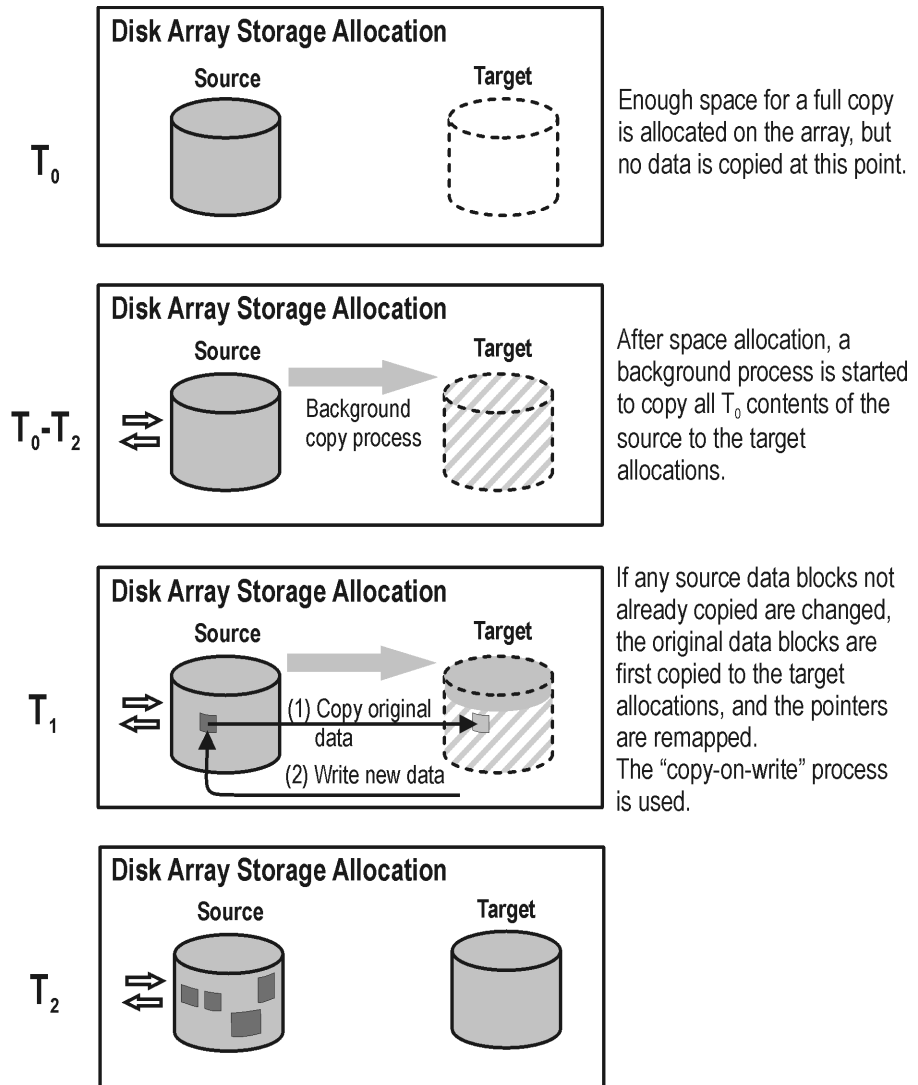 Disk Array Storage Allocation
Source
Target
T0
Enough space for a full copy
is allocated on the array, but
no data is copied at this point.
Disk Array Storage Allocation
Source
Target
Background
copy process
T0-T2
After space allocation, a
background process is started
to copy all T0 contents of the
source to the target
allocations.
Disk Array Storage Allocation
Source
Target
T1
(1) Copy original
data
(2) Write new data
If any source data blocks not
already copied are changed,
the original data blocks are
first copied to the target
allocations, and the pointers
are remapped.
The “copy-on-write” process
is used.
Disk Array Storage Allocation
Source
Target
T2